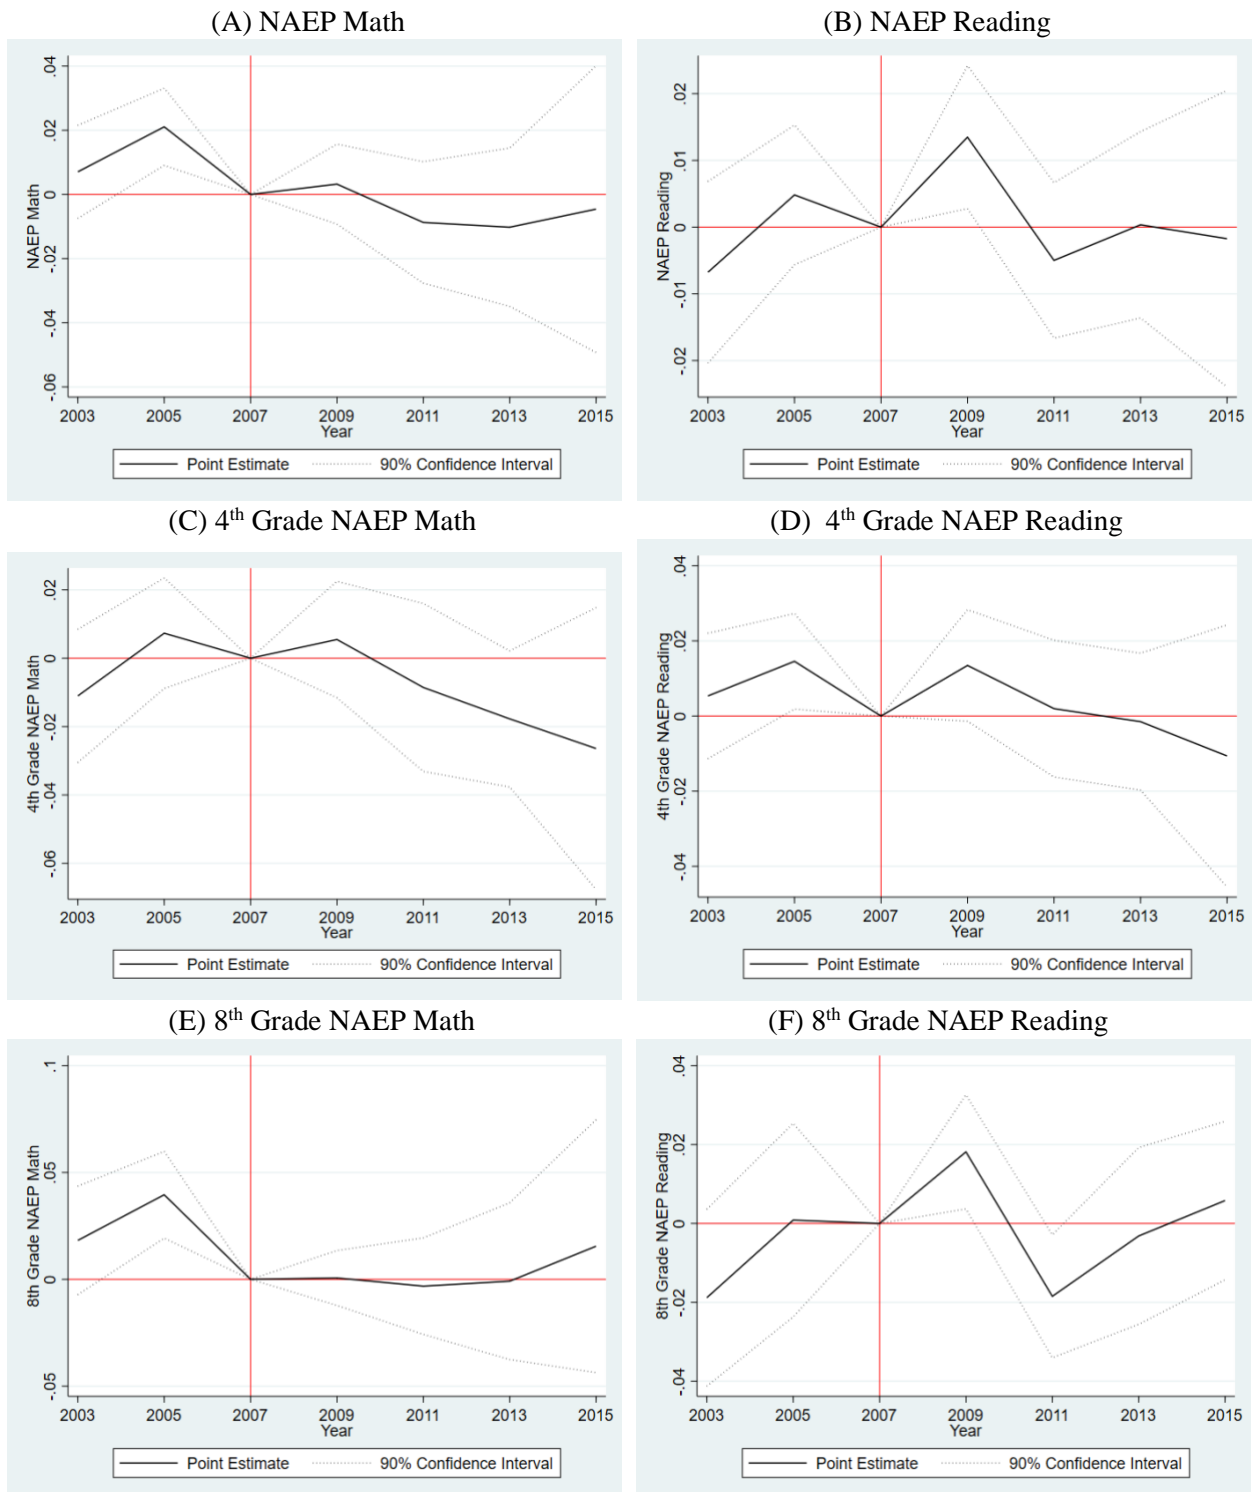 (A) NAEP Math
NAEP Math
.04
.02
0
-.02
-.04
-.06
2003 2005 2007 2009 2011 2013 2015
Year
Point Estimate 90% Confidence Interval
(B) NAEP Reading
NAEP Reading
.02
.01
0
-.01
-.02
2003 2005 2007 2009 2011 2013 2015
Year
Point Estimate 90% Confidence Interval
(C) 4th Grade NAEP Math
4th Grade NAEP Math
.02
0
-.02
-.04
-.06
2003 2005 2007 2009 2011 2013 2015
Year
Point Estimate 90% Confidence Interval
(D) 4th Grade NAEP Reading
4th Grade NAEP Reading
.04
.02
0
-.02
-.04
2003 2005 2007 2009 2011 2013 2015
Year
Point Estimate 90% Confidence Interval
(E) 8th Grade NAEP Math
8th Grade NAEP Math
.1
.05
0
-.05
2003 2005 2007 2009 2011 2013 2015
Year
Point Estimate 90% Confidence Interval
(F) 8th Grade NAEP Reading
8th Grade NAEP Reading
.04
.02
0
-.02
-.04
2003 2005 2007 2009 2011 2013 2015
Year
Point Estimate 90% Confidence Interval